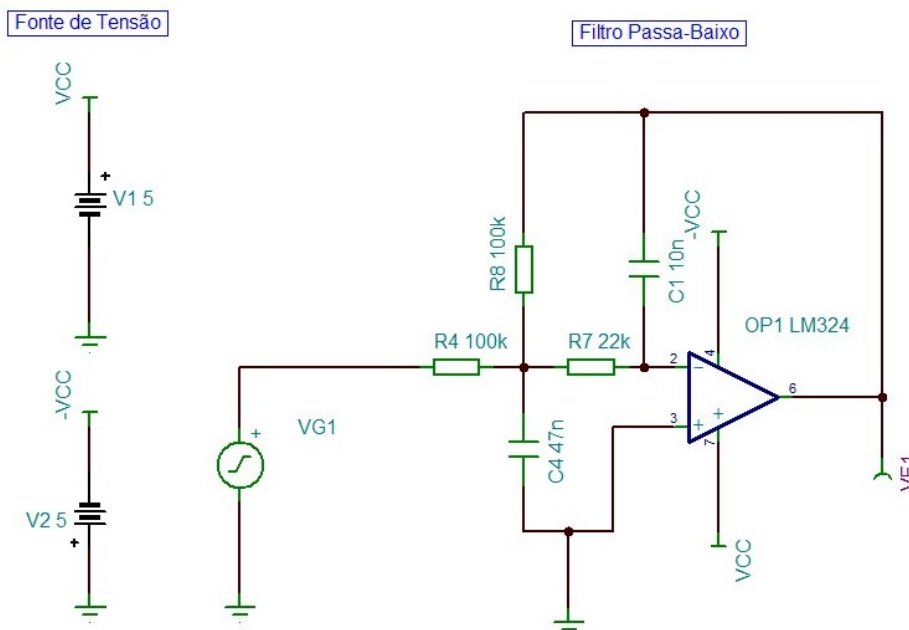 Fonte de Tensão
Filtro Passa-Baixo
VCC
+
V1 5
-VCC
V2 5
+
VG1
+
R4 100k
R8 100k
R7 22k
C1 10n
C4 47n
-VCC
OP1 LM324
2
3
4
6
7
-
+
+
VCC
VF1